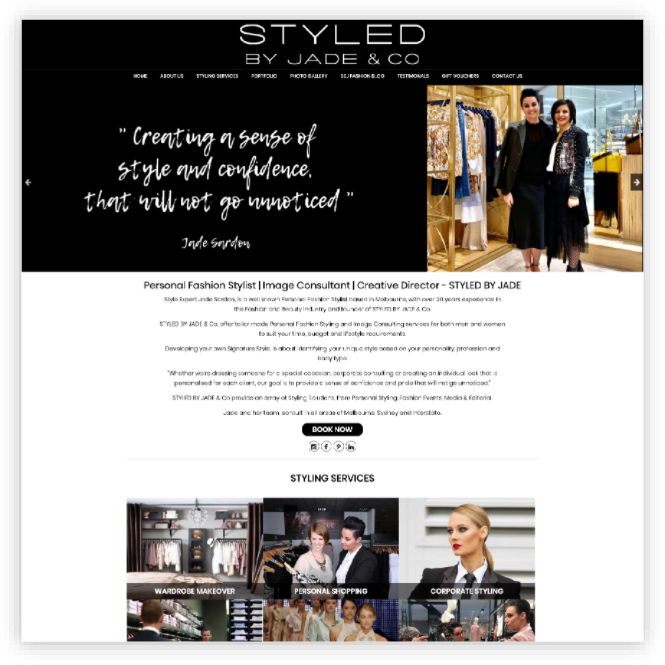 STYLED
BY JADE & CO
HOME ABOUT US STYLING SERVICES PORTFOLIO PHOTO GALLERY SBJ FASHION BLOG TESTIMONIALS GIFT VOUCHERS CONTACT US
" Creating a sense of
style and confidence,
that will not go unnoticed "
Jade Sardou
Personal Fashion Stylist | Image Consultant | Creative Director - STYLED BY JADE
Style Expert Jade Sardou, is a well known Personal Fashion Stylist based in Melbourne, with over 20 years experience in
the Fashion and Beauty Industry and founder of STYLED BY JADE & Co.
STYLED BY JADE & Co, offer tailor made Personal Fashion Styling and Image Consulting services for both men and women
to suit your time, budget and lifestyle requirements.
Developing your own Signature Style, is about identifying your unique style based on your personality, profession and
body type.
"Whether we're dressing someone for a special occasion, corporate consulting or creating an individual look that is
personalised for each client, our goal is to provide a sense of confidence and pride that will not go unnoticed."
STYLED BY JADE & Co provides an array of Styling Solutions, from Personal Styling, Fashion Events, Media & Editorial.
Jade and her team, consult in all areas of Melbourne Sydney and Interstate.
BOOK NOW
STYLING SERVICES
WARDROBE MAKEOVER PERSONAL SHOPPING CORPORATE STYLING